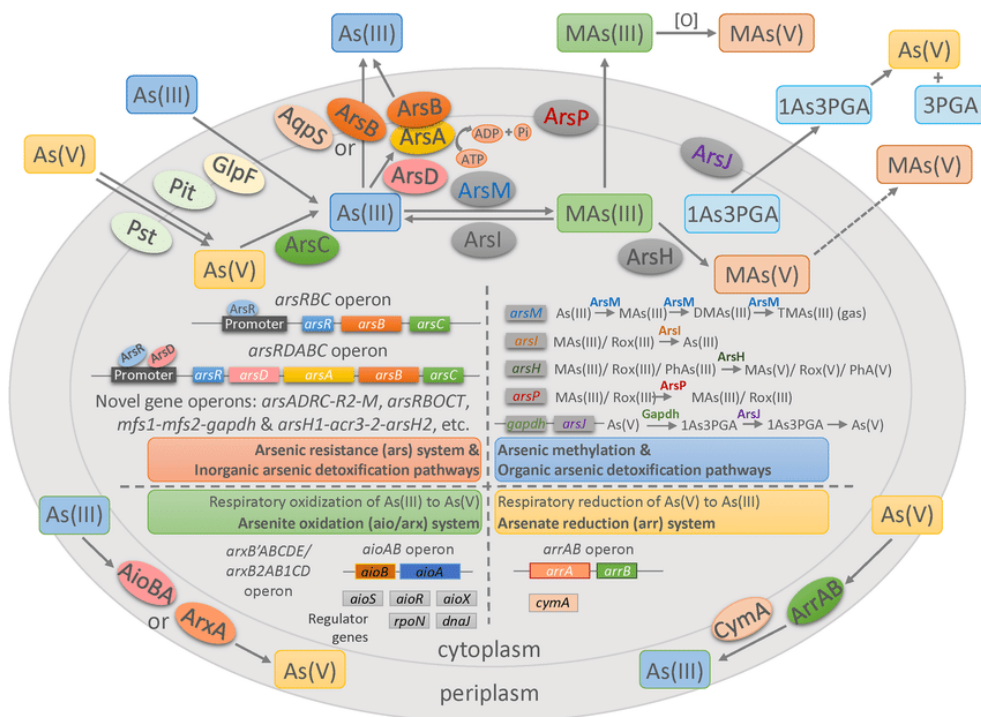 As(III)
MAs(III)
[O]
MAs(V)
As(V)
+
3PGA
1As3PGA
As(III)
As(V)
AqpS
or
ArsB
ArsB
ArsA
ADP + Pi
ATP
ArsD
ArsP
ArsJ
MAs(V)
Pit
GlpF
Pst
As(V)
ArsC
As(III)
ArsM
ArsI
MAs(III)
ArsH
1As3PGA
MAs(V)
arsRBC operon
ArsR
Promoter
arsR
arsB
arsC
arsRDABC operon
ArsR
ArsD
Promoter
arsR
arsD
arsA
arsB
arsC
Novel gene operons: arsADRC-R2-M, arsRBOCT,
mfs1-mfs2-gapdh & arsH1-acr3-2-arsH2, etc.
Arsenic resistance (ars) system &
Inorganic arsenic detoxification pathways
ArsM ArsM ArsM
arsM As(III) MAs(III) DMAs(III) TMAs(III) (gas)
ArsI
arsI MAs(III)/ Rox(III) As(III)
ArsH
arsH MAs(III)/ Rox(III)/ PhAs(III) MAs(V)/ Rox(V)/ PhA(V)
ArsP
arsP MAs(III)/ Rox(III) MAs(III)/ Rox(III)
Gapdh ArsJ
gapdh arsJ As(V) 1As3PGA 1As3PGA As(V)
Arsenic methylation &
Organic arsenic detoxification pathways
Respiratory oxidization of As(III) to As(V)
Arsenite oxidation (aio/arx) system
Respiratory reduction of As(V) to As(III)
Arsenate reduction (arr) system
As(III)
AioBA
or
ArxA
As(V)
arxB'ABCDE/
arxB2AB1CD
operon
aioAB operon
aioB
aioA
aioS
aioR
aioX
Regulator
genes
rpoN
dnaJ
arrAB operon
arrA
arrB
cymA
As(V)
ArrAB
CymA
As(III)
cytoplasm
periplasm